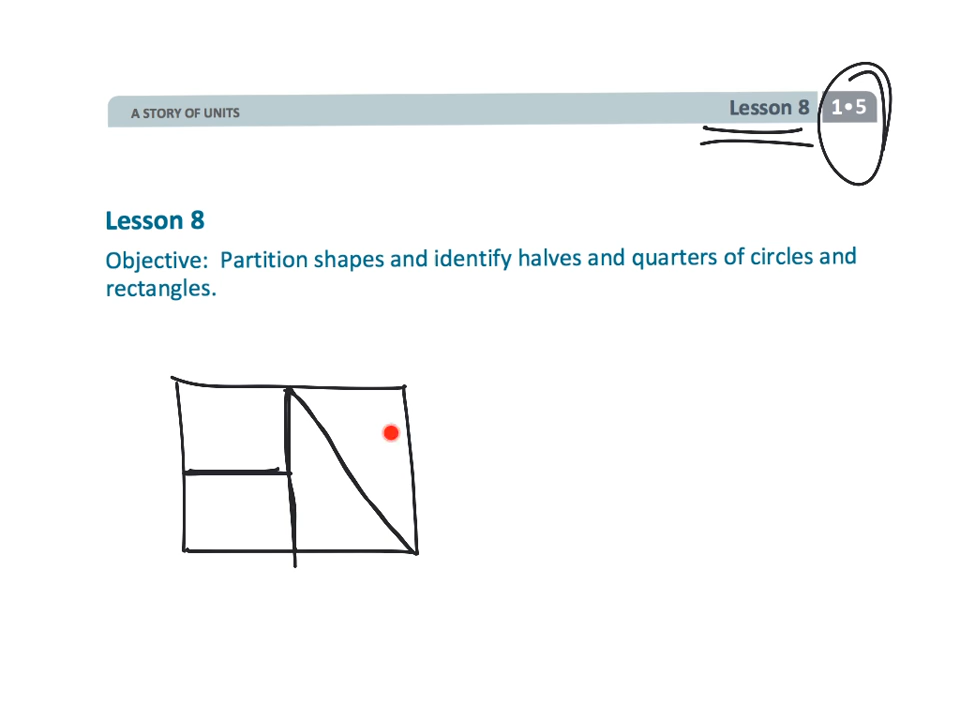 A STORY OF UNITS
Lesson 8 1•5
Lesson 8
Objective: Partition shapes and identify halves and quarters of circles and
rectangles.